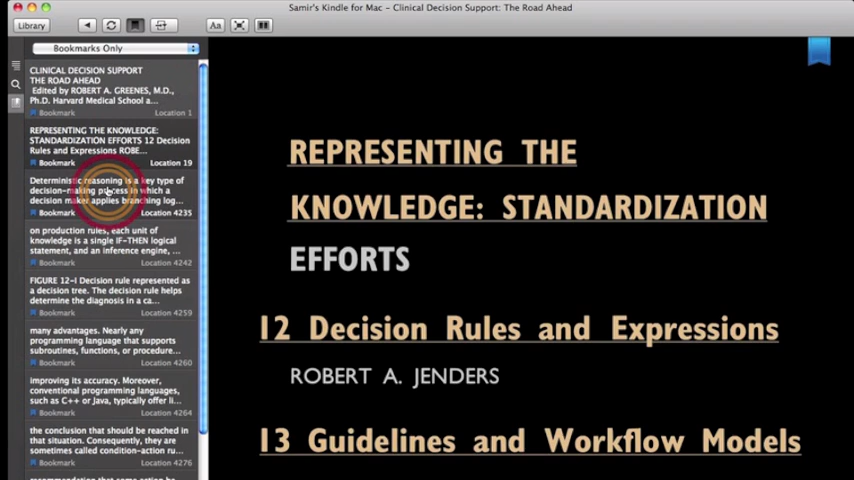 Samir's Kindle for Mac - Clinical Decision Support: The Road Ahead
Library
Aa
Bookmarks Only
CLINICAL DECISION SUPPORT
THE ROAD AHEAD
Edited by ROBERT A. GREENES, M.D.,
Ph.D. Harvard Medical School a...
Bookmark Location 1
REPRESENTING THE KNOWLEDGE:
STANDARDIZATION EFFORTS 12 Decision
Rules and Expressions ROBE...
Bookmark Location 19
Deterministic reasoning is a key type of
decision-making process in which a
decision maker applies branching log...
Bookmark Location 4235
on production rules, each unit of
knowledge is a single IF-THEN logical
statement, and an inference engine, ...
Bookmark Location 4242
FIGURE 12-1 Decision rule represented as
a decision tree. The decision rule helps
determine the diagnosis in a ca...
Bookmark Location 4259
many advantages. Nearly any
programming language that supports
subroutines, functions, or procedure...
Bookmark Location 4260
improving its accuracy. Moreover,
conventional programming languages,
such as C++ or Java, typically offer li...
Bookmark Location 4264
the conclusion that should be reached in
that situation. Consequently, they are
sometimes called condition-action ru...
Bookmark Location 4276
REPRESENTING THE
KNOWLEDGE: STANDARDIZATION
EFFORTS
12 Decision Rules and Expressions
ROBERT A. JENDERS
13 Guidelines and Workflow Models